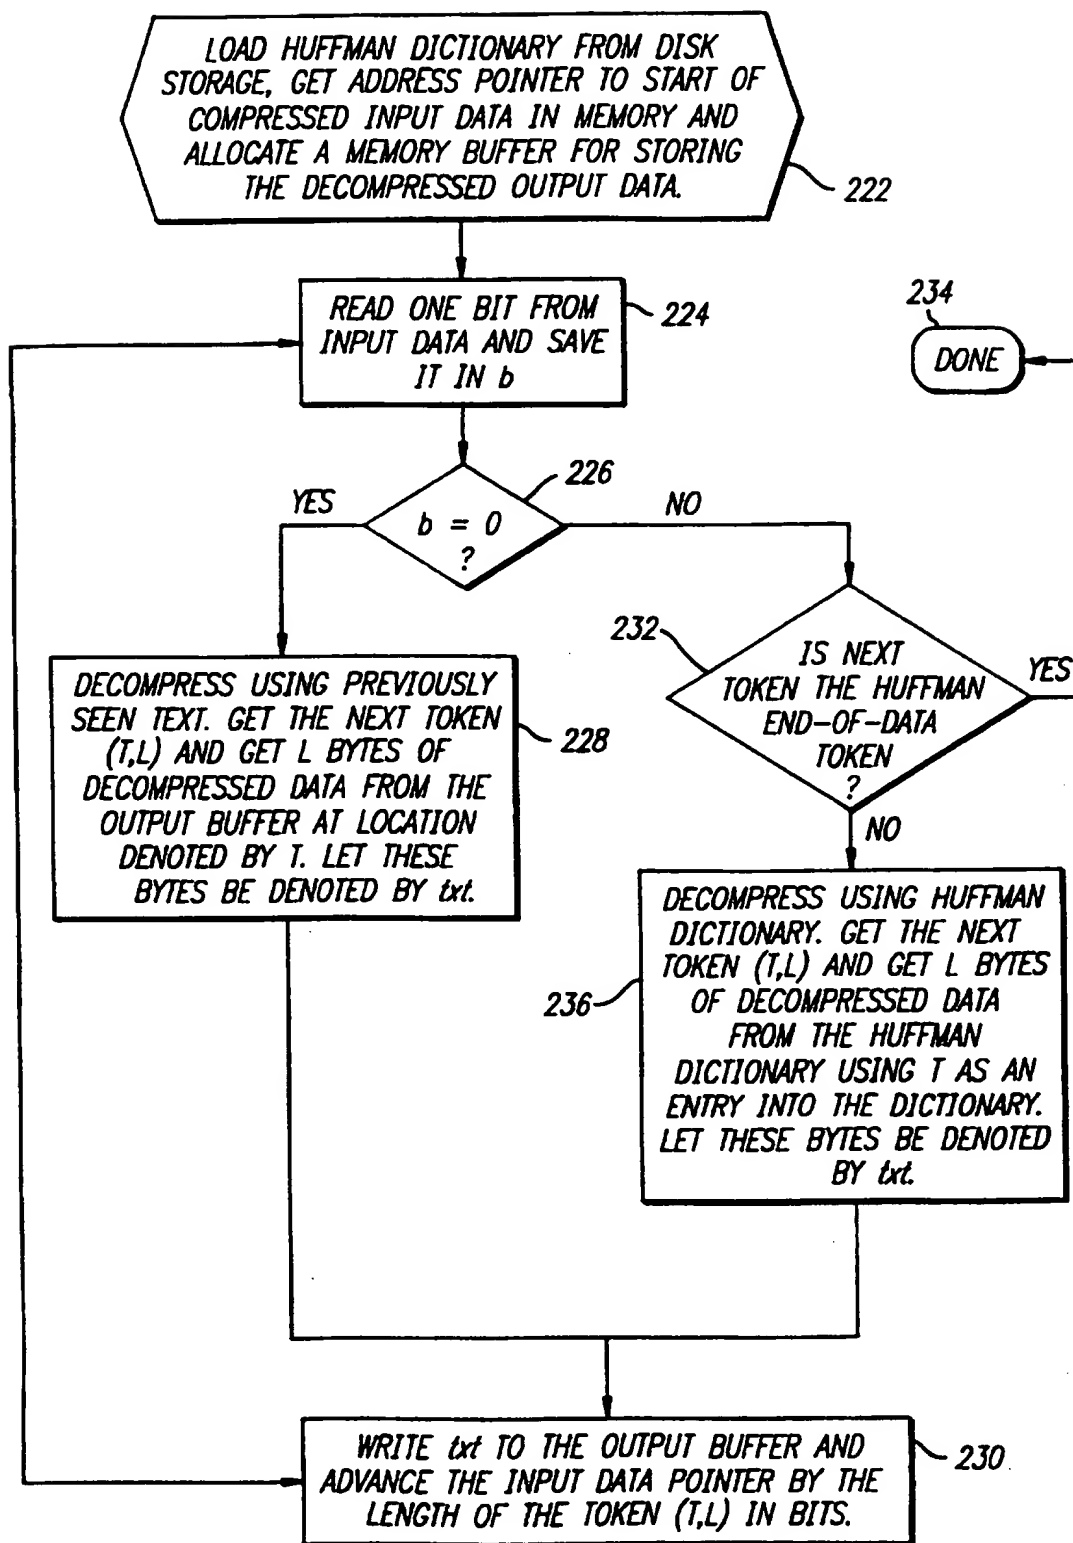 LOAD HUFFMAN DICTIONARY FROM DISK
STORAGE, GET ADDRESS POINTER TO START OF
COMPRESSED INPUT DATA IN MEMORY AND
ALLOCATE A MEMORY BUFFER FOR STORING
THE DECOMPRESSED OUTPUT DATA.
222
READ ONE BIT FROM
INPUT DATA AND SAVE
IT IN b
224
234
DONE
226
YES
b = 0
?
NO
232
IS NEXT
TOKEN THE HUFFMAN
END-OF-DATA
TOKEN
?
YES
NO
DECOMPRESS USING PREVIOUSLY
SEEN TEXT. GET THE NEXT TOKEN
(T,L) AND GET L BYTES OF
DECOMPRESSED DATA FROM THE
OUTPUT BUFFER AT LOCATION
DENOTED BY T. LET THESE
BYTES BE DENOTED BY txt.
228
DECOMPRESS USING HUFFMAN
DICTIONARY. GET THE NEXT
TOKEN (T,L) AND GET L BYTES
OF DECOMPRESSED DATA
FROM THE HUFFMAN
DICTIONARY USING T AS AN
ENTRY INTO THE DICTIONARY.
LET THESE BYTES BE DENOTED
BY txt.
236
WRITE txt TO THE OUTPUT BUFFER AND
ADVANCE THE INPUT DATA POINTER BY THE
LENGTH OF THE TOKEN (T,L) IN BITS.
230